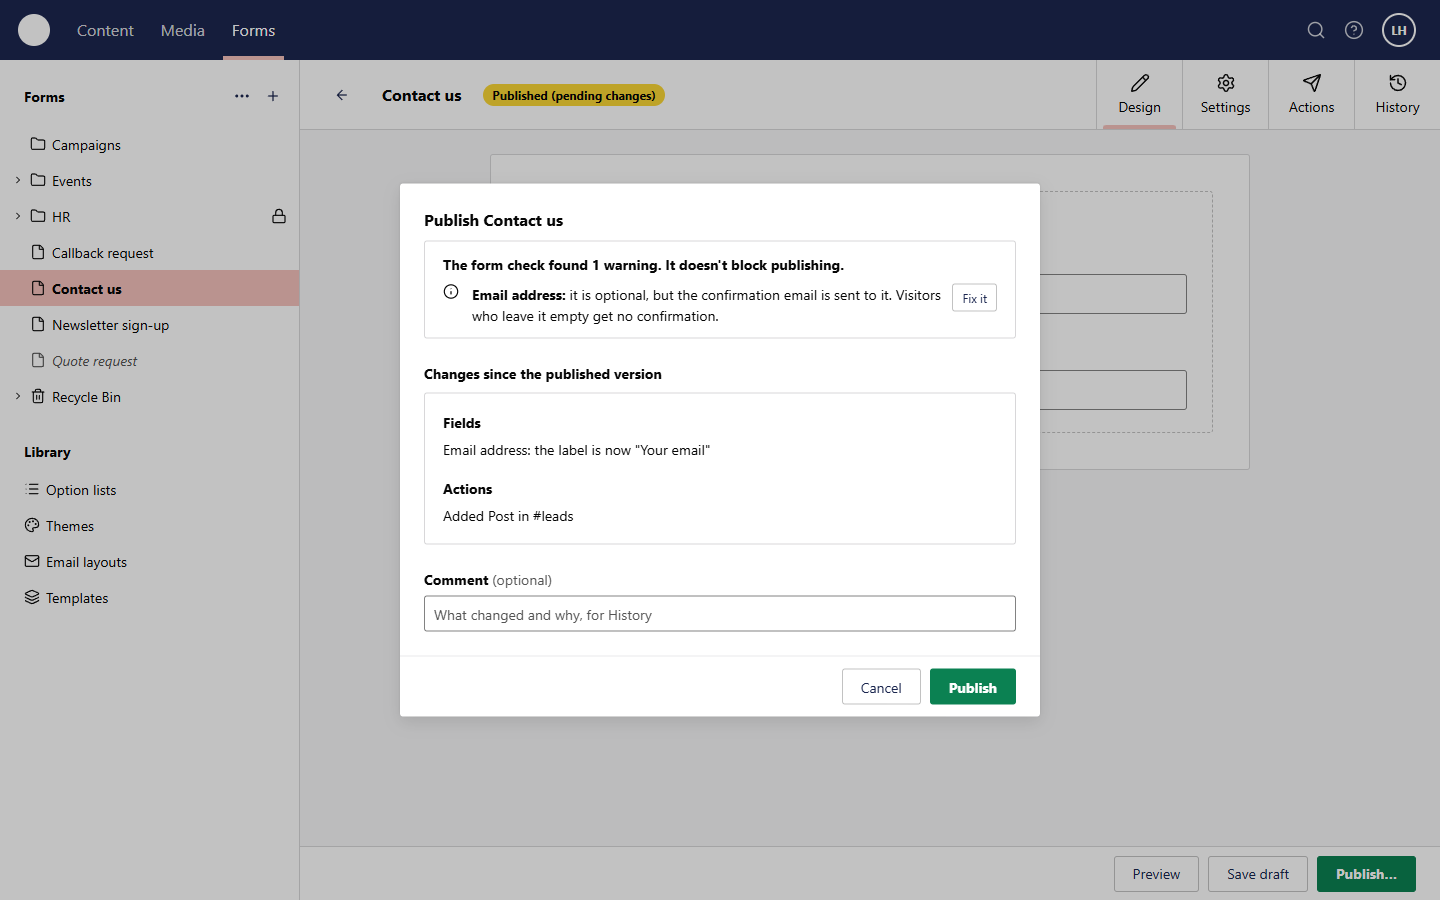 Content Media Forms LH
Forms
Campaigns
Events
HR
Callback request
Contact us
Newsletter sign-up
Quote request
Recycle Bin
Library
Option lists
Themes
Email layouts
Templates
Contact us Published (pending changes)
Design Settings Actions History
Publish Contact us
The form check found 1 warning. It doesn't block publishing.
Email address: it is optional, but the confirmation email is sent to it. Visitors
who leave it empty get no confirmation.
Fix it
Changes since the published version
Fields
Email address: the label is now "Your email"
Actions
Added Post in #leads
Comment (optional)
What changed and why, for History
Cancel Publish
Preview Save draft Publish...